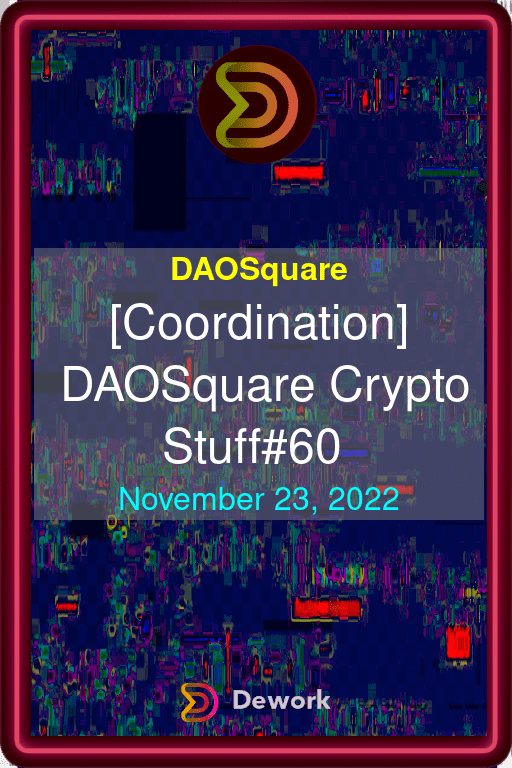 DAOSquare
[Coordination]
DAOSquare Crypto
Stuff#60
November 23, 2022
Dework